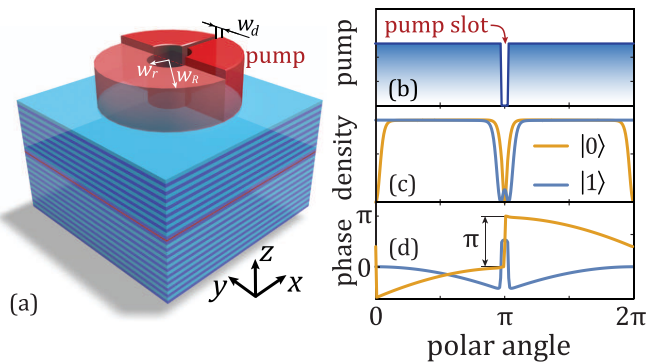 w_d
pump
w_r
w_R
z
y
x
(a)
pump slot
pump
(b)
density
|0⟩
|1⟩
(c)
phase
π
0
π
(d)
0
π
2π
polar angle